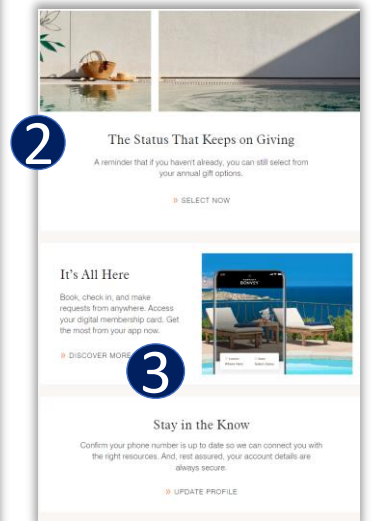 2
The Status That Keeps on Giving
A reminder that if you haven't already, you can still select from
your annual gift options.
» SELECT NOW
It's All Here
Book, check in, and make
requests from anywhere. Access
your digital membership card. Get
the most from your app now.
» DISCOVER MORE
BONVOY
3
Stay in the Know
Confirm your phone number is up to date so we can connect you with
the right resources. And, rest assured, your account details are
always secure.
» UPDATE PROFILE